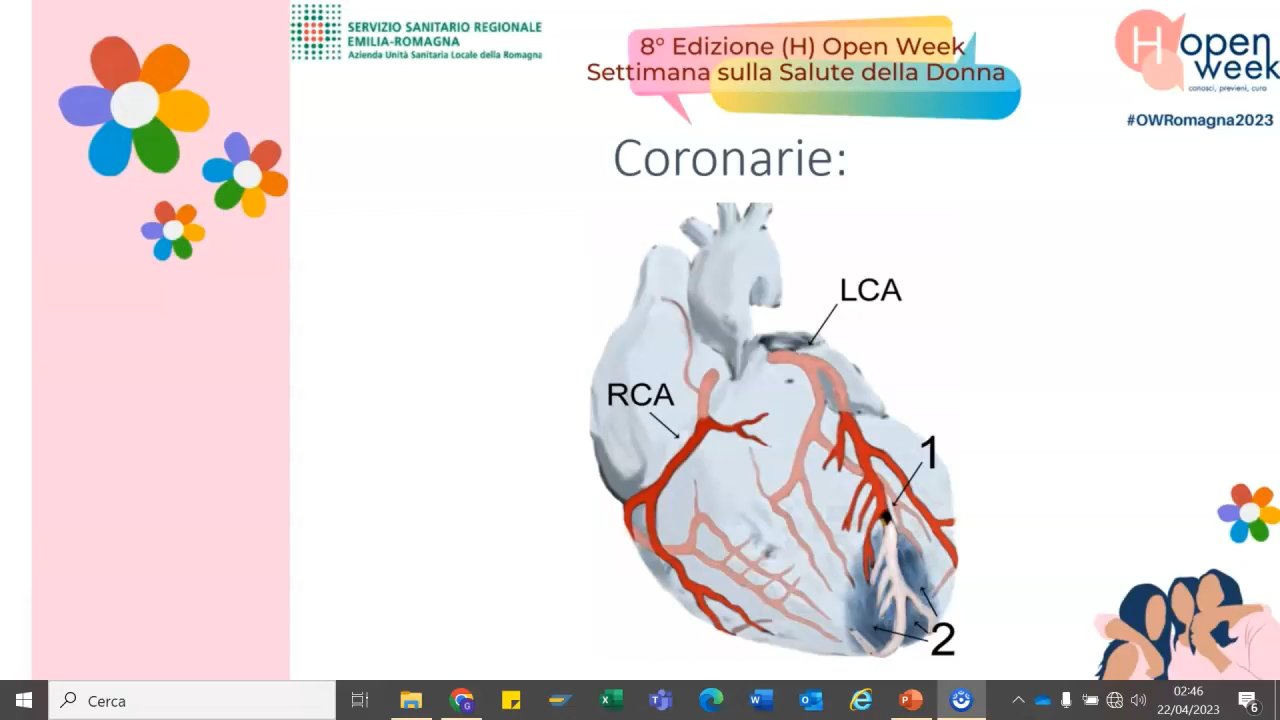 SERVIZIO SANITARIO REGIONALE
EMILIA-ROMAGNA
Azienda Unità Sanitaria Locale della Romagna
8° Edizione (H) Open Week
Settimana sulla Salute della Donna
H open
week
conosci, previeni, cura
#OWRomagna2023
Coronarie:
LCA
RCA
1
2
Cerca
02:46
22/04/2023
6